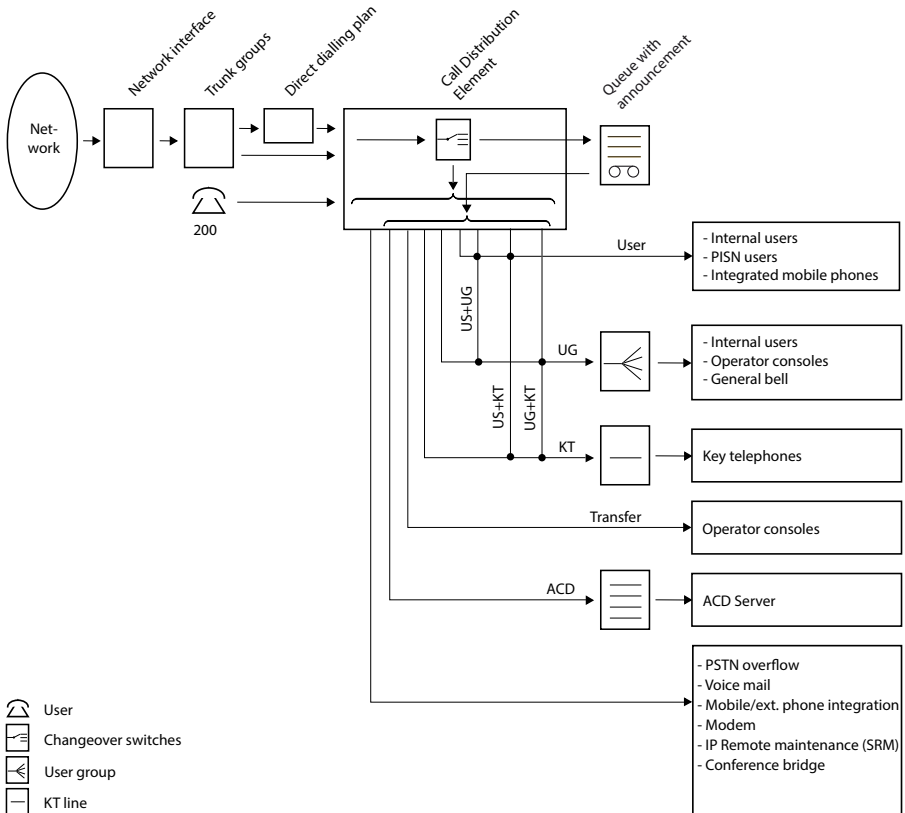 Network interface
Trunk groups
Direct dialling plan
Call Distribution
Element
Queue with
announcement
Net-
work
200
User
- Internal users
- PISN users
- Integrated mobile phones
US+UG
UG
- Internal users
- Operator consoles
- General bell
US+KT
UG+KT
KT
Key telephones
Transfer
Operator consoles
ACD
ACD Server
- PSTN overflow
- Voice mail
- Mobile/ext. phone integration
- Modem
- IP Remote maintenance (SRM)
- Conference bridge
User
Changeover switches
User group
KT line